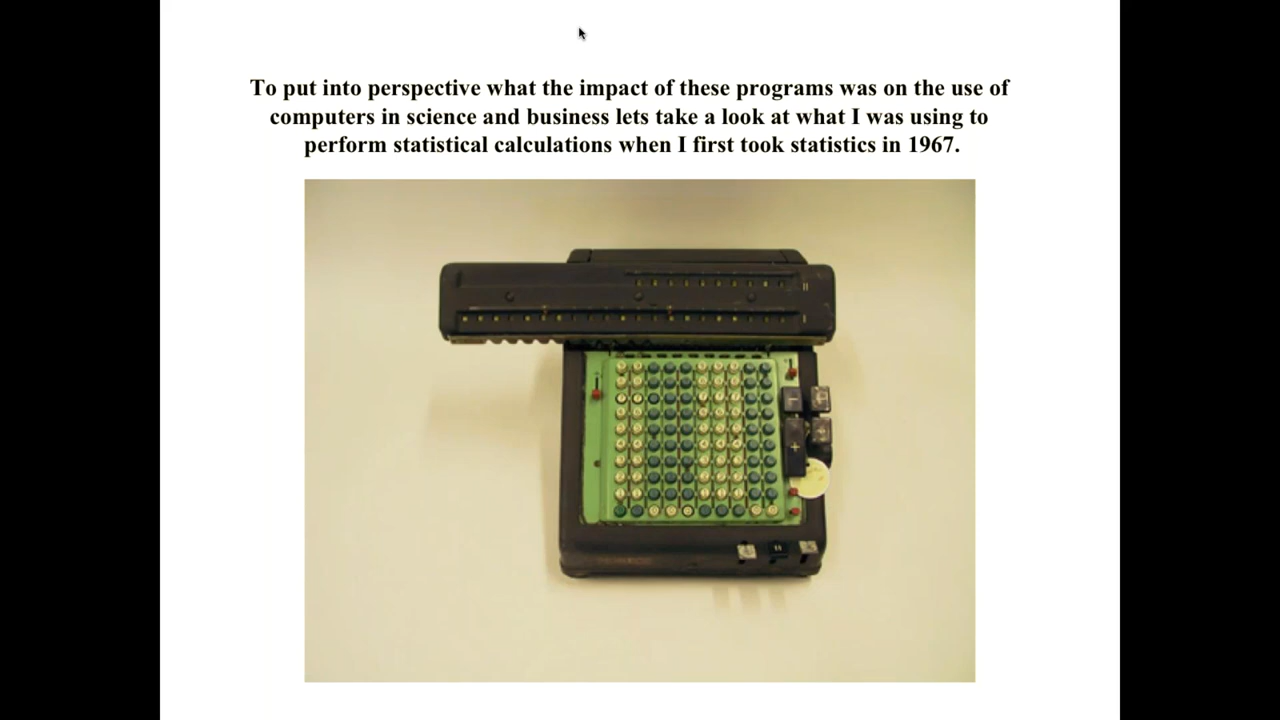 To put into perspective what the impact of these programs was on the use of
computers in science and business lets take a look at what I was using to
perform statistical calculations when I first took statistics in 1967.